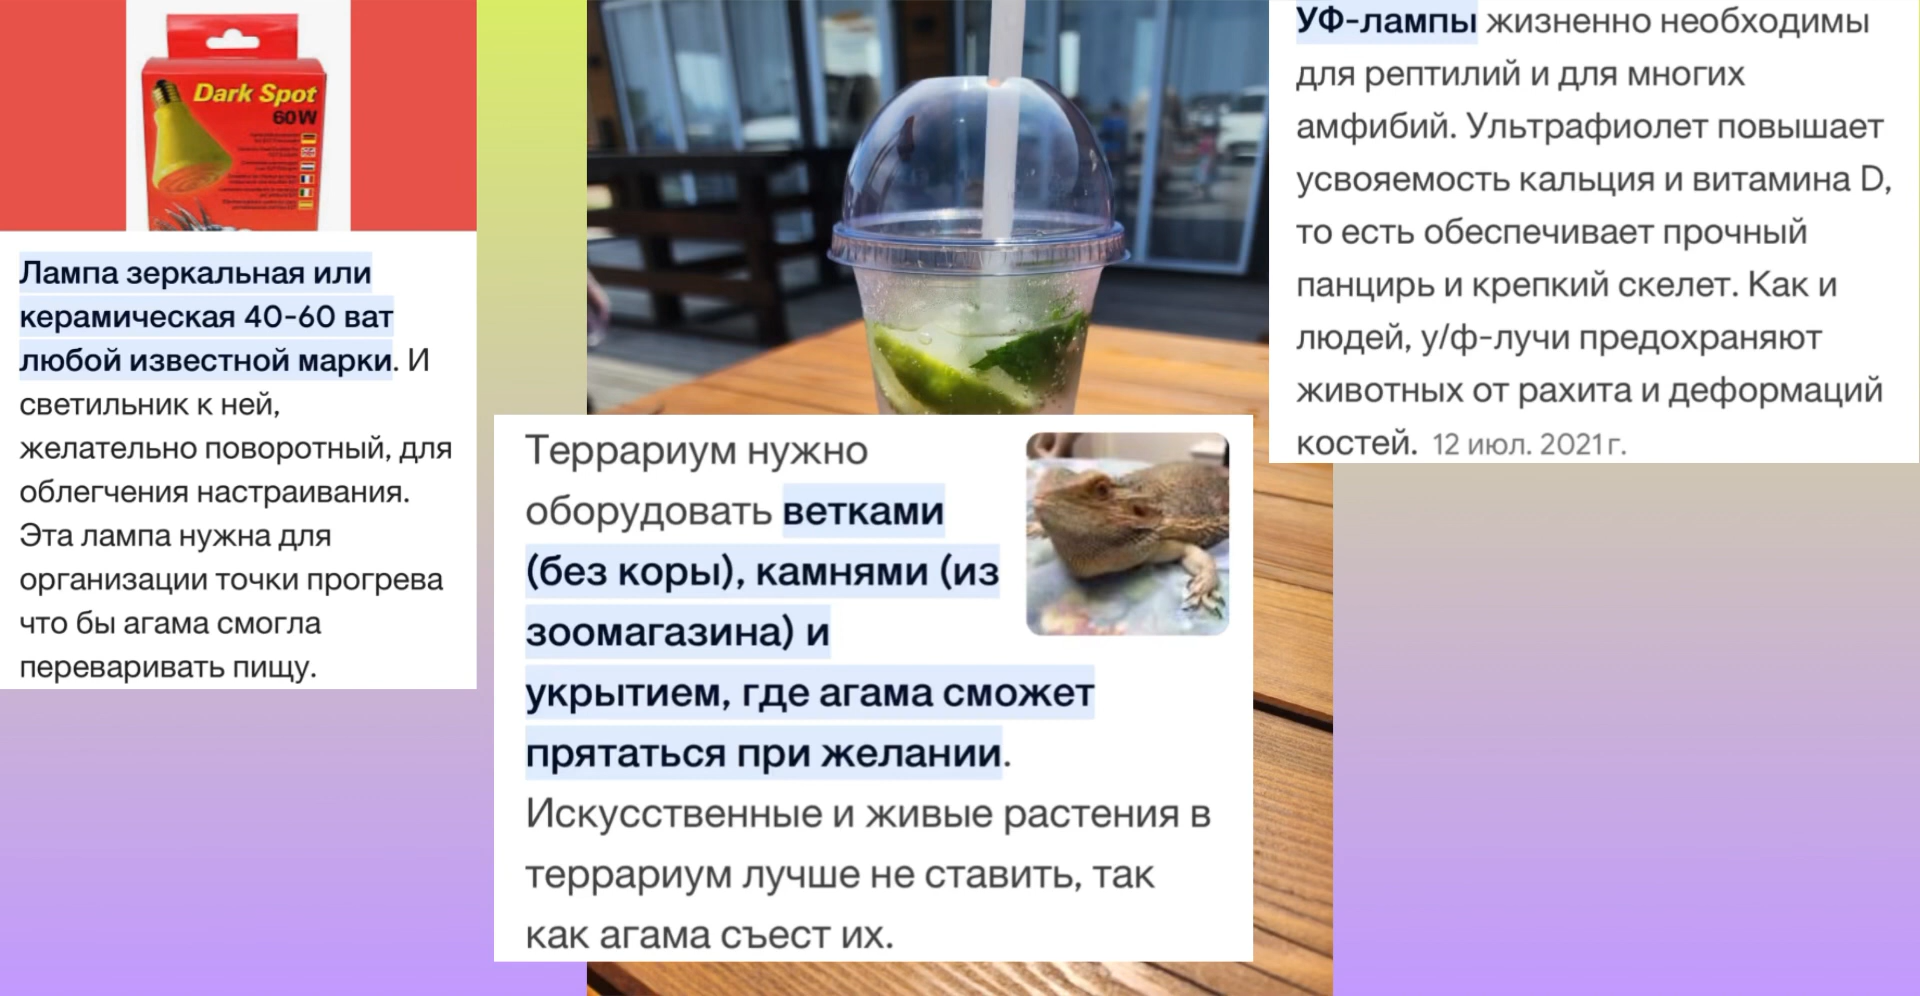 Dark Spot
60W
Лампа зеркальная или
керамическая 40-60 ват
любой известной марки. И
светильник к ней,
желательно поворотный, для
облегчения настраивания.
Эта лампа нужна для
организации точки прогрева
что бы агама смогла
переваривать пищу.
Террариум нужно
оборудовать ветками
(без коры), камнями (из
зоомагазина) и
укрытием, где агама сможет
прятаться при желании.
Искусственные и живые растения в
террариум лучше не ставить, так
как агама съест их.
УФ-лампы жизненно необходимы
для рептилий и для многих
амфибий. Ультрафиолет повышает
усвояемость кальция и витамина D,
то есть обеспечивает прочный
панцирь и крепкий скелет. Как и
людей, у/ф-лучи предохраняют
животных от рахита и деформаций
костей. 12 июл. 2021 г.